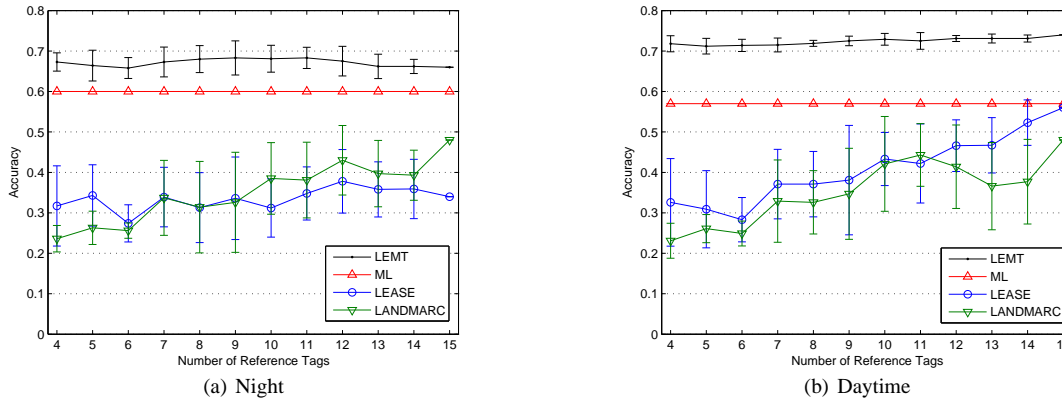 0.8
0.7
0.6
0.5
0.4
0.3
0.2
0.1
0
Accuracy
4 5 6 7 8 9 10 11 12 13 14 15
Number of Reference Tags
LEMT
ML
LEASE
LANDMARC
(a) Night
0.8
0.7
0.6
0.5
0.4
0.3
0.2
0.1
0
Accuracy
4 5 6 7 8 9 10 11 12 13 14
Number of Reference Tags
LEMT
ML
LEASE
LANDMARC
(b) Daytime